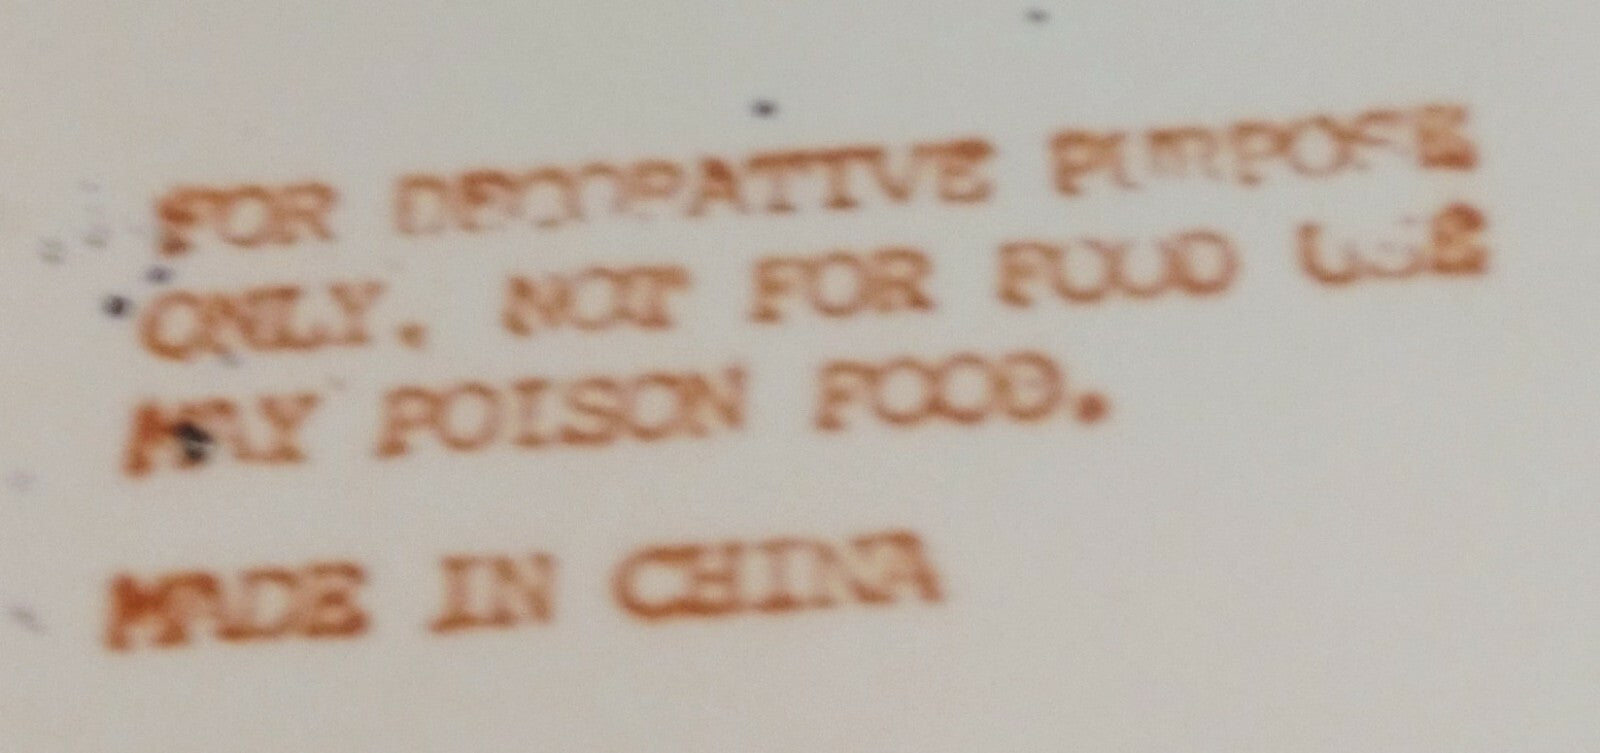 FOR DECORATIVE PURPOSE
ONLY. NOT FOR FOOD USE
MAY POISON FOOD.
MADE IN CHINA